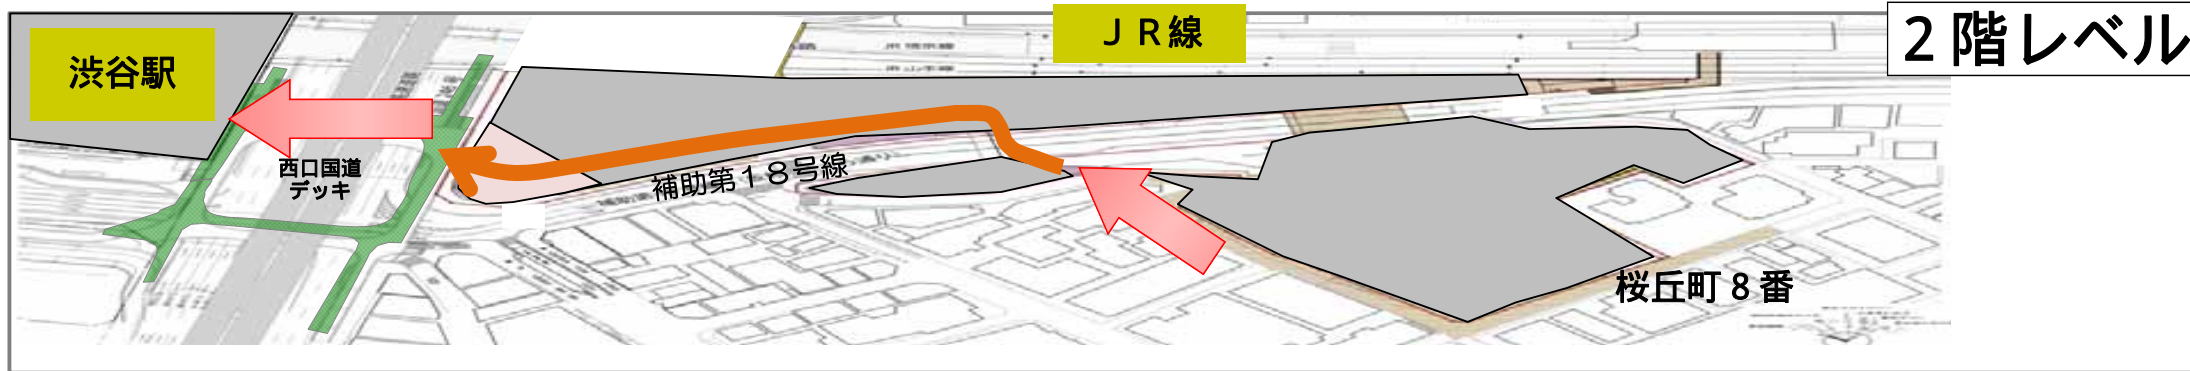 渋谷駅
ＪＲ線
２階レベル
西口国道
デッキ
補助第１８号線
桜丘町８番